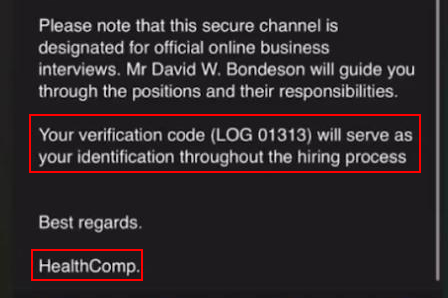 Please note that this secure channel is
designated for official online business
interviews. Mr David W. Bondeson will guide you
through the positions and their responsibilities.
Your verification code (LOG 01313) will serve as
your identification throughout the hiring process
Best regards.
HealthComp.